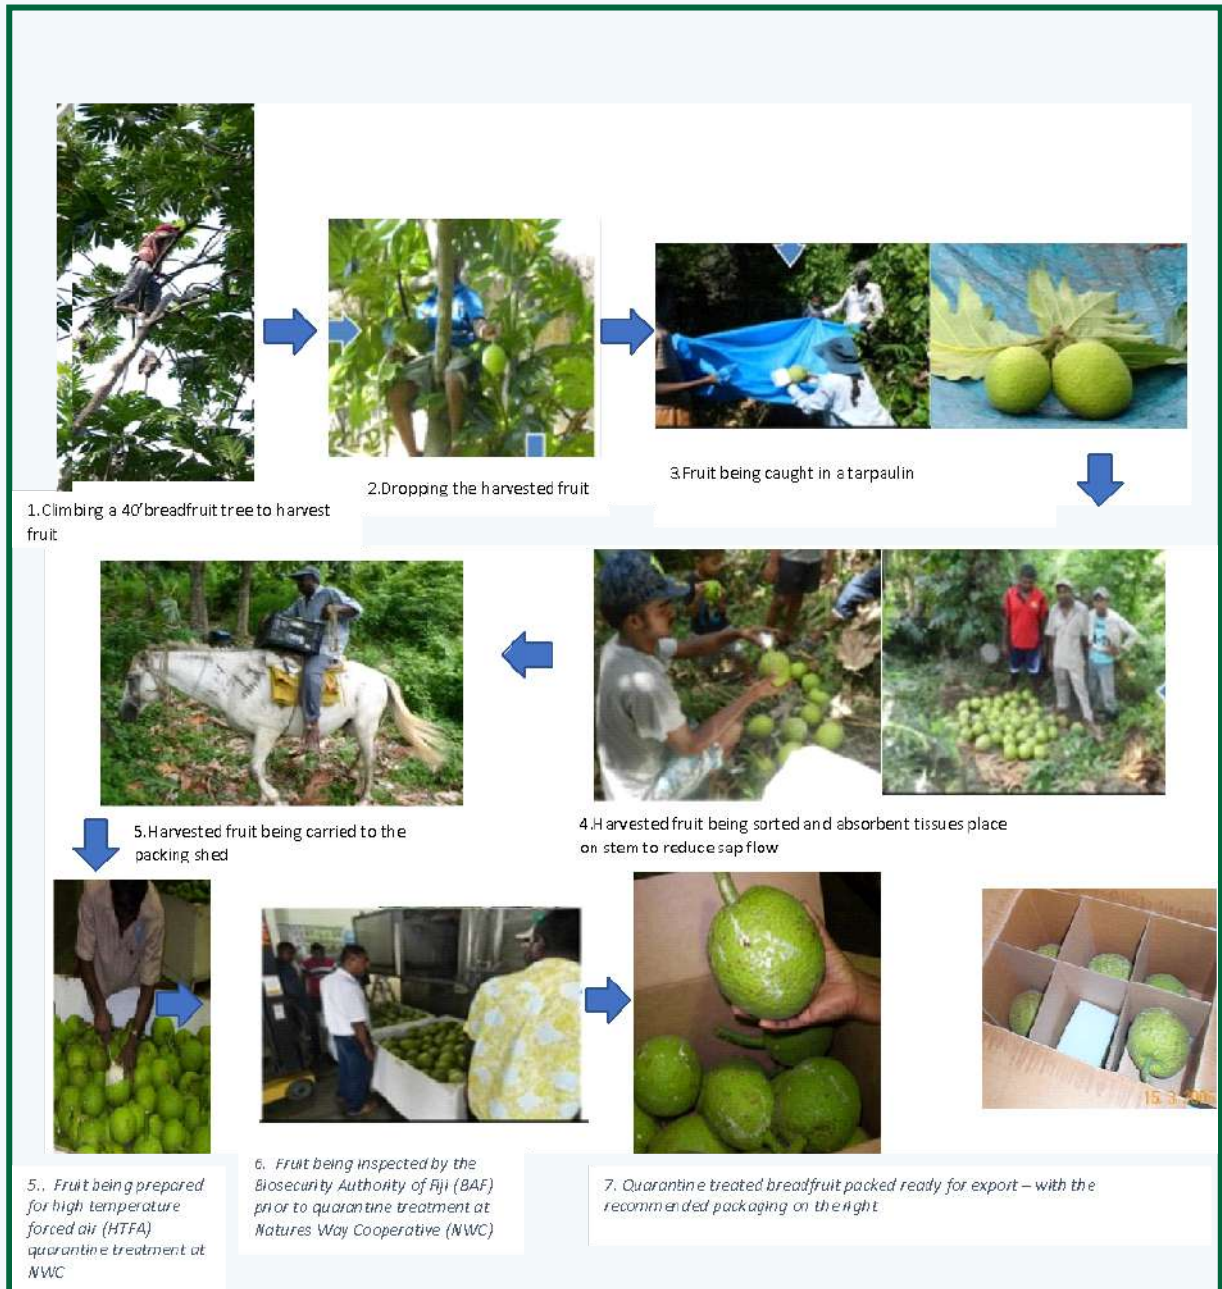 1.Climbing a 40'breadfruit tree to harvest
fruit
2.Dropping the harvested fruit
3.Fruit being caught in a tarpaulin
4.Harvested fruit being sorted and absorbent tissues place
on stem to reduce sap flow
5.Harvested fruit being carried to the
packing shed
5.. Fruit being prepared
for high temperature
forced air (HTFA)
quarantine treatment at
NWC
6. Fruit being inspected by the
Biosecurity Authority of Fiji (BAF)
prior to quarantine treatment at
Natures Way Cooperative (NWC)
7. Quarantine treated breadfruit packed ready for export – with the
recommended packaging on the right
15 3 2005